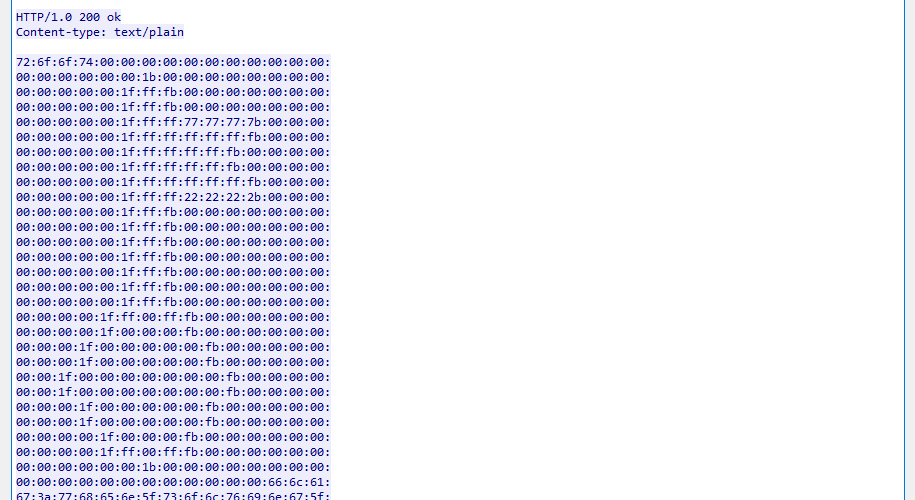 HTTP/1.0 200 ok
Content-type: text/plain
72:6f:6f:74:00:00:00:00:00:00:00:00:00:00:00:
00:00:00:00:00:00:1b:00:00:00:00:00:00:00:00:
00:00:00:00:00:1f:ff:fb:00:00:00:00:00:00:00:
00:00:00:00:00:1f:ff:fb:00:00:00:00:00:00:00:
00:00:00:00:00:1f:ff:ff:77:77:77:7b:00:00:00:
00:00:00:00:00:1f:ff:ff:ff:ff:ff:fb:00:00:00:
00:00:00:00:00:1f:ff:ff:ff:ff:fb:00:00:00:00:
00:00:00:00:00:1f:ff:ff:ff:ff:fb:00:00:00:00:
00:00:00:00:00:1f:ff:ff:ff:ff:ff:fb:00:00:00:
00:00:00:00:00:1f:ff:ff:22:22:22:2b:00:00:00:
00:00:00:00:00:1f:ff:fb:00:00:00:00:00:00:00:
00:00:00:00:00:1f:ff:fb:00:00:00:00:00:00:00:
00:00:00:00:00:1f:ff:fb:00:00:00:00:00:00:00:
00:00:00:00:00:1f:ff:fb:00:00:00:00:00:00:00:
00:00:00:00:00:1f:ff:fb:00:00:00:00:00:00:00:
00:00:00:00:00:1f:ff:fb:00:00:00:00:00:00:00:
00:00:00:00:00:1f:ff:fb:00:00:00:00:00:00:00:
00:00:00:00:1f:ff:00:ff:fb:00:00:00:00:00:00:
00:00:00:00:1f:00:00:00:fb:00:00:00:00:00:00:
00:00:00:1f:00:00:00:00:00:fb:00:00:00:00:00:
00:00:00:1f:00:00:00:00:00:fb:00:00:00:00:00:
00:00:1f:00:00:00:00:00:00:00:fb:00:00:00:00:
00:00:1f:00:00:00:00:00:00:00:fb:00:00:00:00:
00:00:00:1f:00:00:00:00:00:fb:00:00:00:00:00:
00:00:00:1f:00:00:00:00:00:fb:00:00:00:00:00:
00:00:00:00:1f:00:00:00:fb:00:00:00:00:00:00:
00:00:00:00:1f:ff:00:ff:fb:00:00:00:00:00:00:
00:00:00:00:00:00:1b:00:00:00:00:00:00:00:00:
00:00:00:00:00:00:00:00:00:00:00:00:66:6c:61:
67:3a:77:68:65:6e:5f:73:6f:6c:76:69:6e:67:5f: